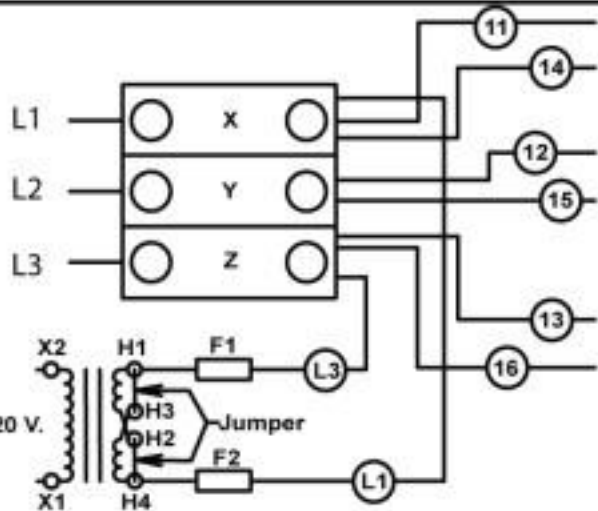 11
14
L1 X
12
L2 Y
15
L3 Z
13
16
X2 H1 F1
L3
H3
20 V. Jumper
H2
F2
L1
X1 H4